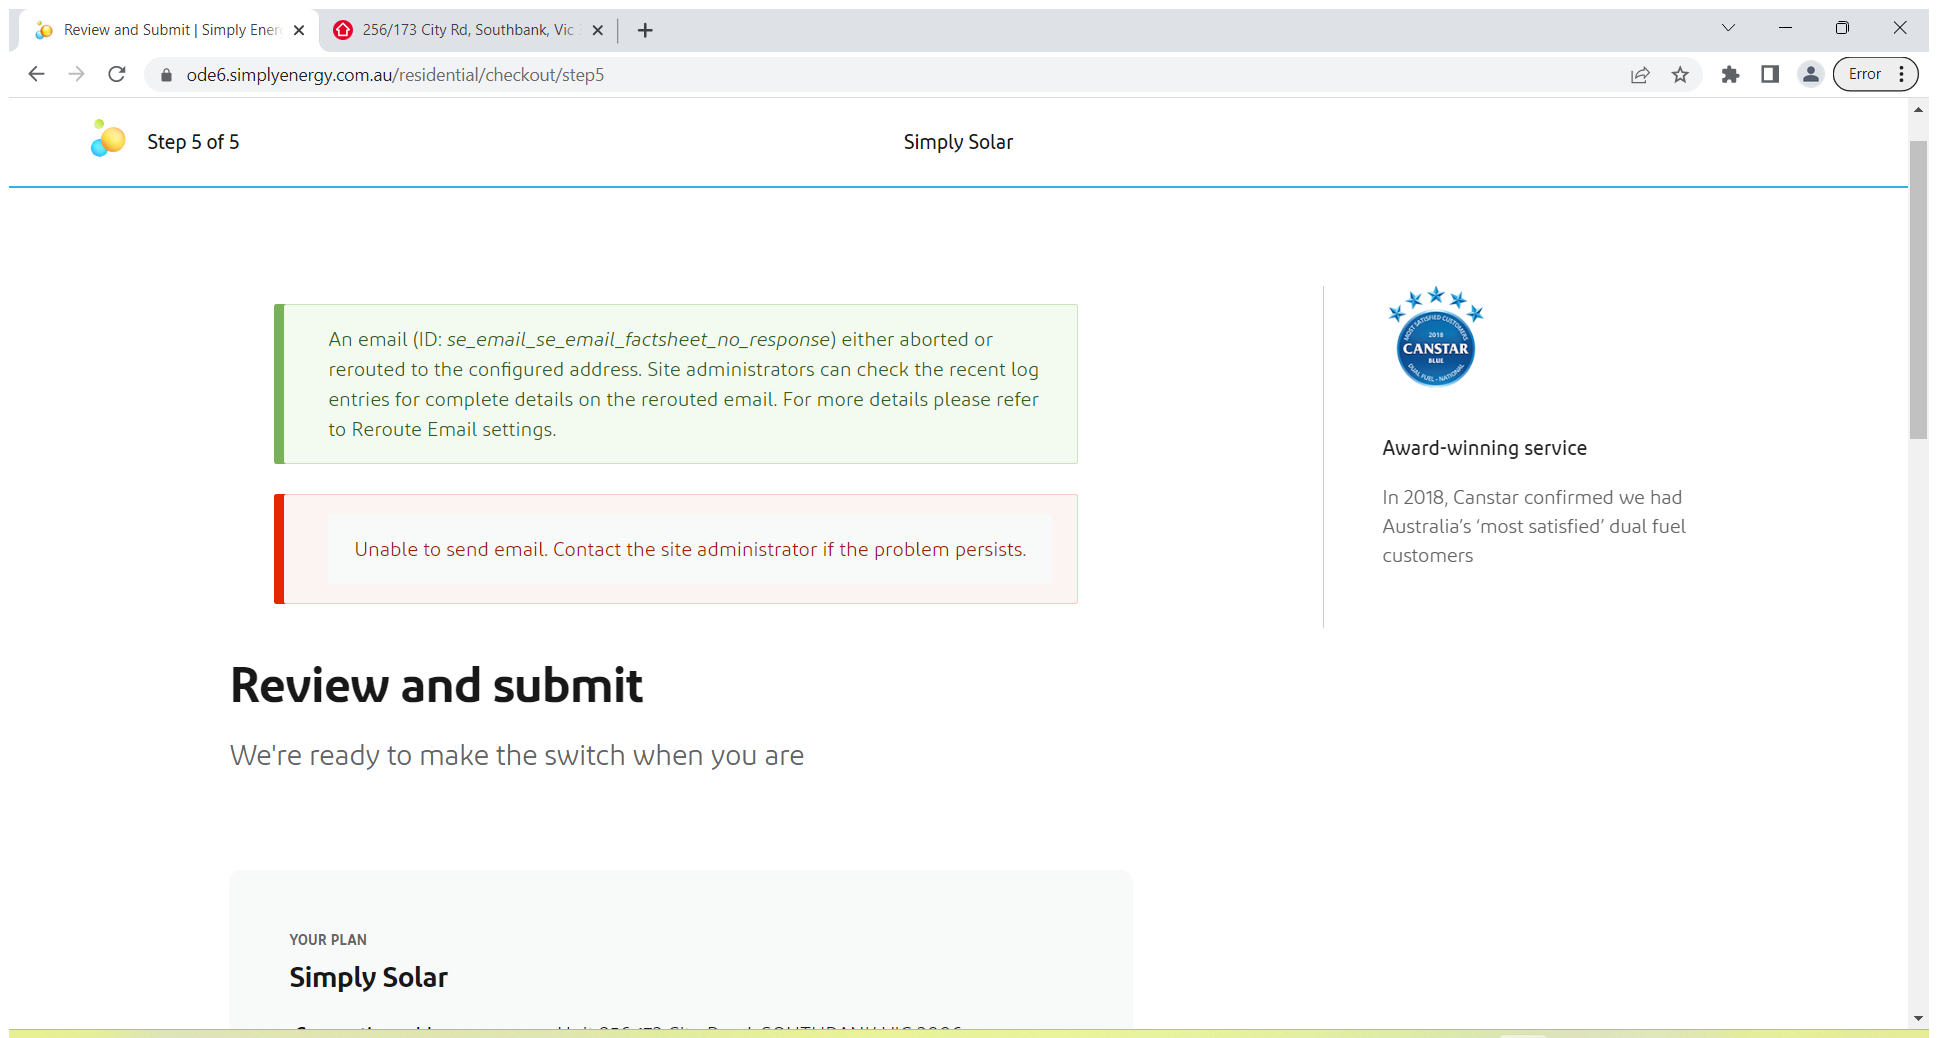 Review and Submit | Simply Ener
256/173 City Rd, Southbank, Vic
ode6.simplyenergy.com.au/residential/checkout/step5
Error
Step 5 of 5
Simply Solar
An email (ID: se_email_se_email_factsheet_no_response) either aborted or
rerouted to the configured address. Site administrators can check the recent log
entries for complete details on the rerouted email. For more details please refer
to Reroute Email settings.
Unable to send email. Contact the site administrator if the problem persists.
MOST SATISFIED CUSTOMERS
2018
CANSTAR
BLUE
DUAL FUEL - NATIONAL
Award-winning service
In 2018, Canstar confirmed we had
Australia's 'most satisfied' dual fuel
customers
Review and submit
We're ready to make the switch when you are
YOUR PLAN
Simply Solar